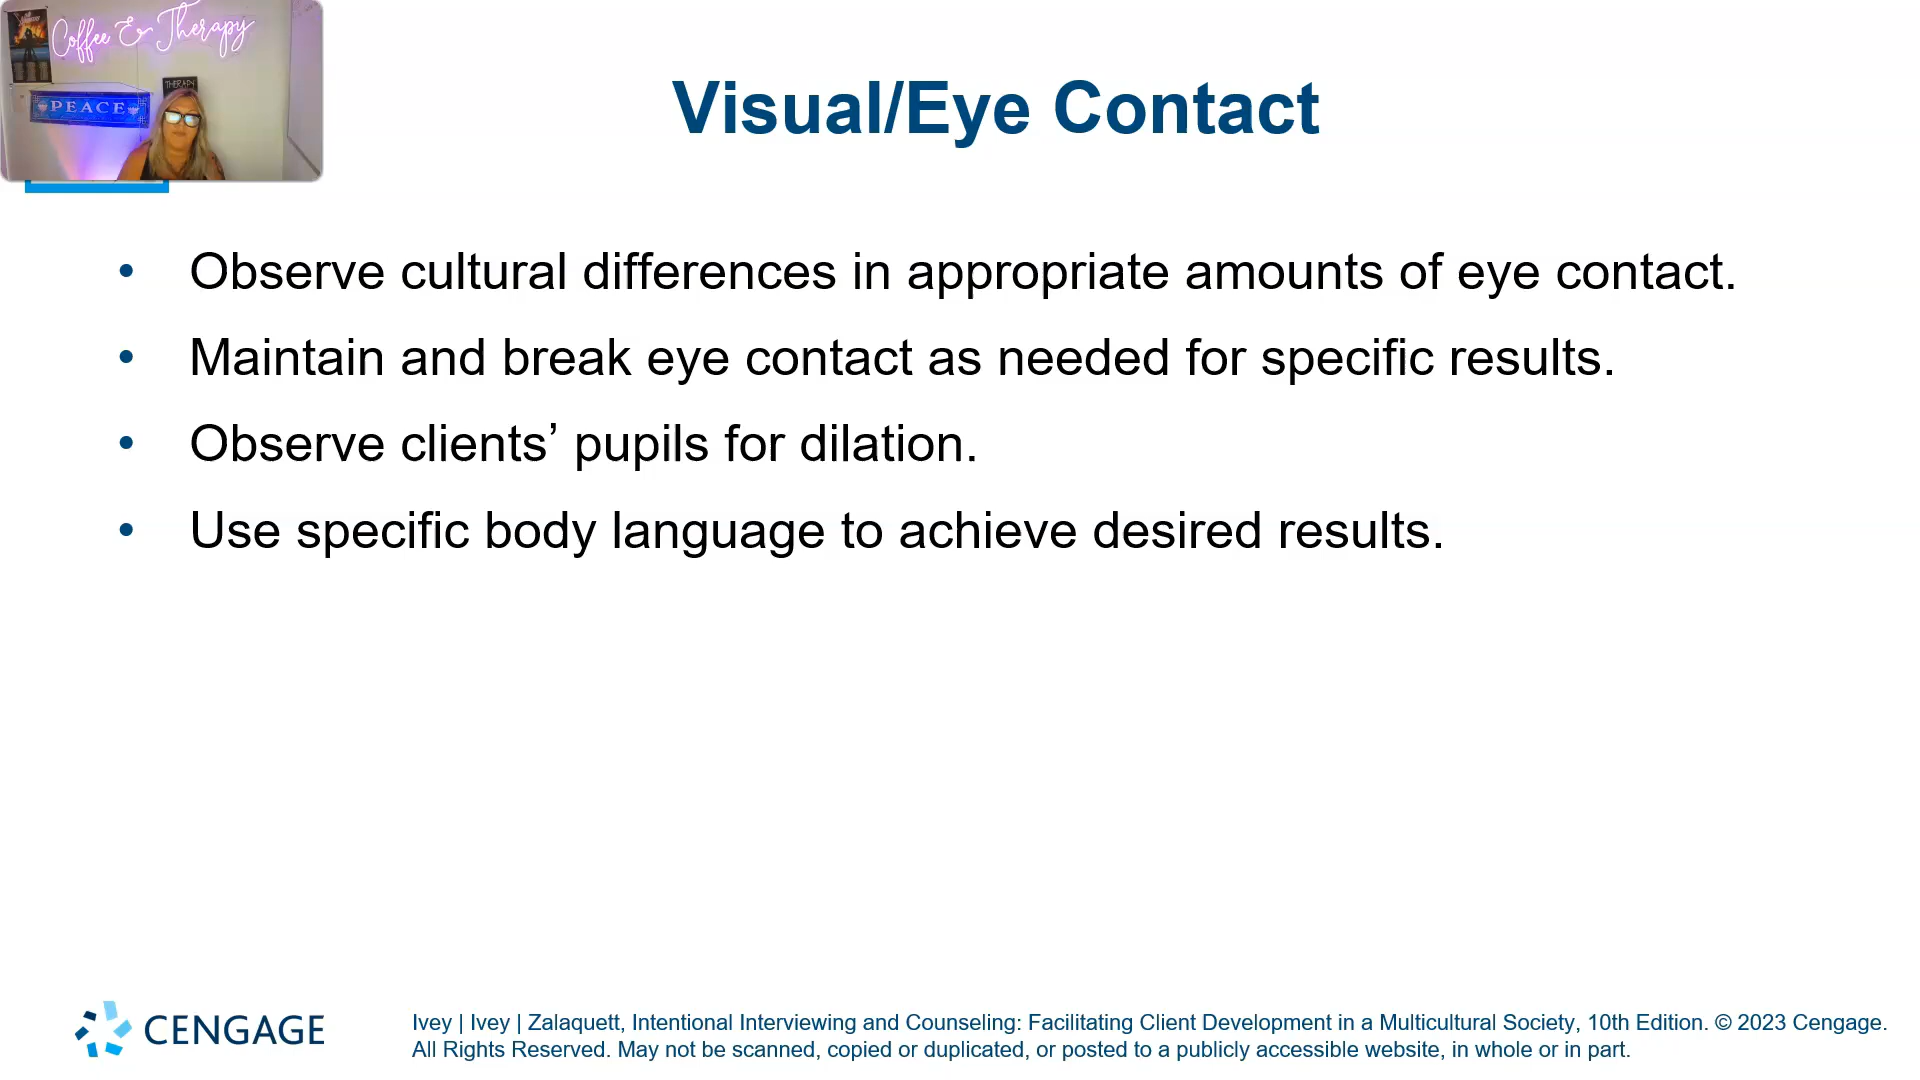 Coffee & Therapy
THERAPY
PEACE
Visual/Eye Contact
• Observe cultural differences in appropriate amounts of eye contact.
• Maintain and break eye contact as needed for specific results.
• Observe clients’ pupils for dilation.
• Use specific body language to achieve desired results.
CENGAGE
Ivey | Ivey | Zalaquett, Intentional Interviewing and Counseling: Facilitating Client Development in a Multicultural Society, 10th Edition. © 2023 Cengage.
All Rights Reserved. May not be scanned, copied or duplicated, or posted to a publicly accessible website, in whole or in part.